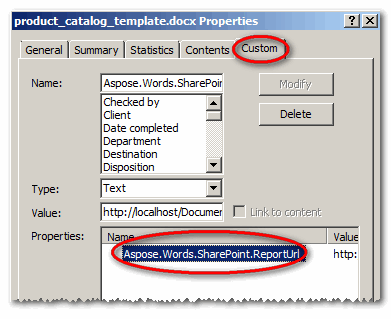 product_catalog_template.docx Properties
General Summary Statistics Contents Custom
Name: Aspose.Words.SharePoin Modify
Checked by
Client
Date completed Delete
Department
Destination
Disposition
Type: Text
Value: http://localhost/Documen Link to content
Properties: Name Value
Aspose.Words.SharePoint.ReportUrl http: